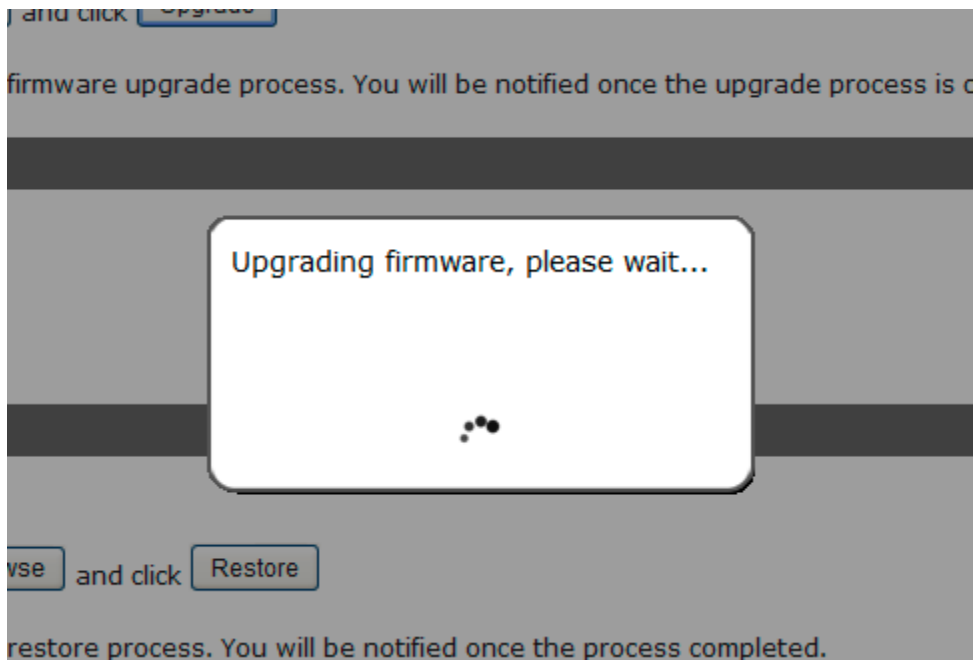 and click Upgrade
firmware upgrade process. You will be notified once the upgrade process is
Upgrading firmware, please wait...
and click Restore
restore process. You will be notified once the process completed.